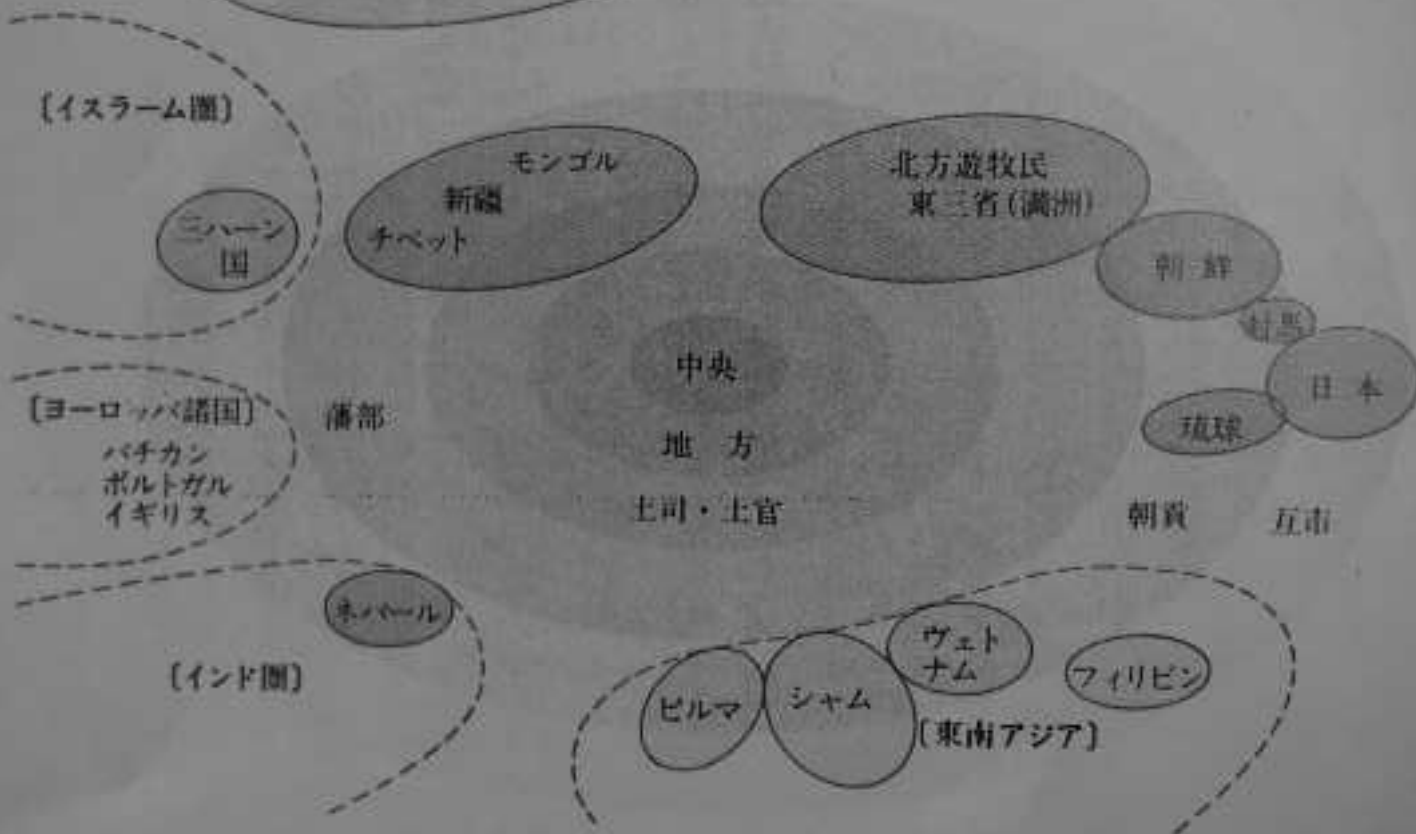 〔イスラーム圏〕
モンゴル
新疆
チベット
北方遊牧民
東三省(満洲)
三ハーン
国
朝鮮
対馬
中央
日本
〔ヨーロッパ諸国〕
バチカン
ポルトガル
イギリス
藩部
地方
琉球
土司・土官
朝貢
互市
ネパール
〔インド圏〕
ビルマ
シャム
ヴェト
ナム
フィリピン
〔東南アジア〕